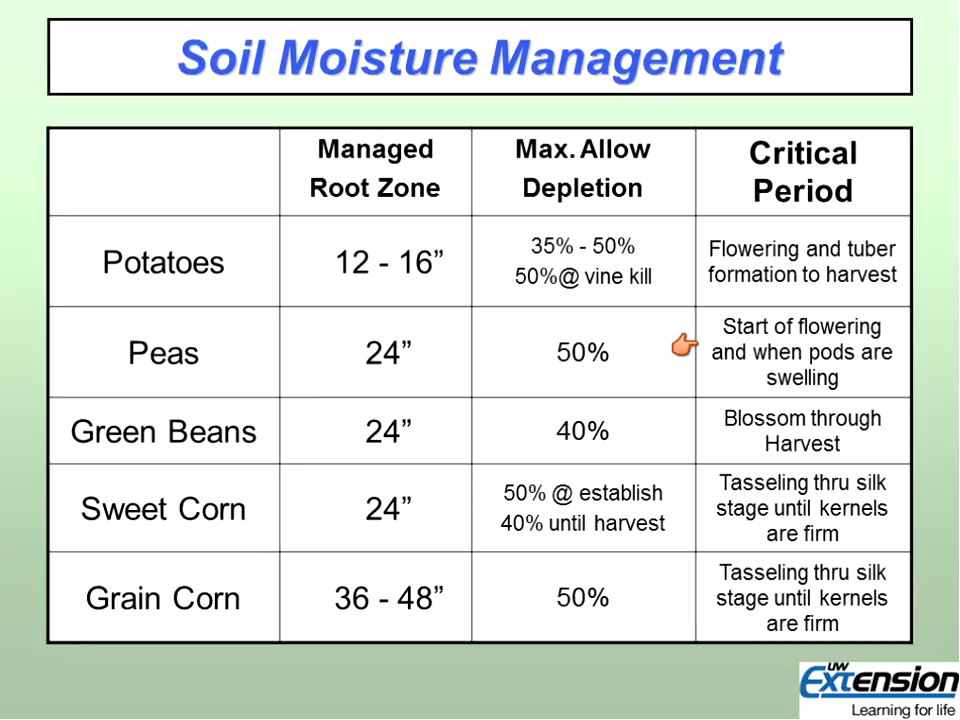 Soil Moisture Management
Managed
Root Zone
Max. Allow
Depletion
Critical
Period
Potatoes
12 - 16”
35% - 50%
50%@ vine kill
Flowering and tuber
formation to harvest
Peas
24”
50%
Start of flowering
and when pods are
swelling
Green Beans
24”
40%
Blossom through
Harvest
Sweet Corn
24”
50% @ establish
40% until harvest
Tasseling thru silk
stage until kernels
are firm
Grain Corn
36 - 48”
50%
Tasseling thru silk
stage until kernels
are firm
UW
Extension
Learning for life